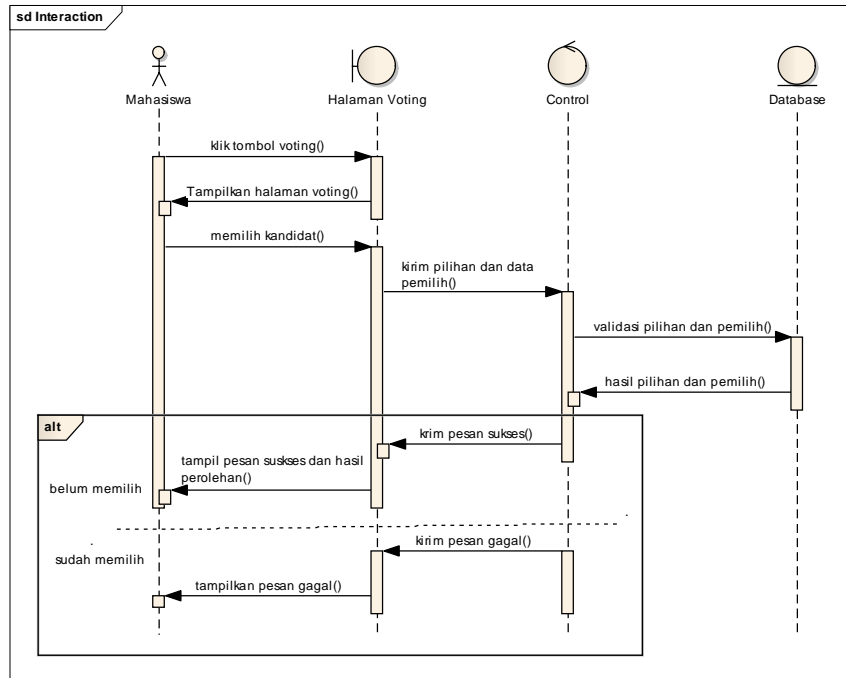 sd Interaction
Mahasiswa
Halaman Voting
Control
Database
klik tombol voting()
Tampilkan halaman voting()
memilih kandidat()
kirim pilihan dan data
pemilih()
validasi pilihan dan pemilih()
hasil pilihan dan pemilih()
alt
krim pesan sukses()
tampil pesan suskses dan hasil
perolehan()
belum memilih
kirim pesan gagal()
sudah memilih
tampilkan pesan gagal()